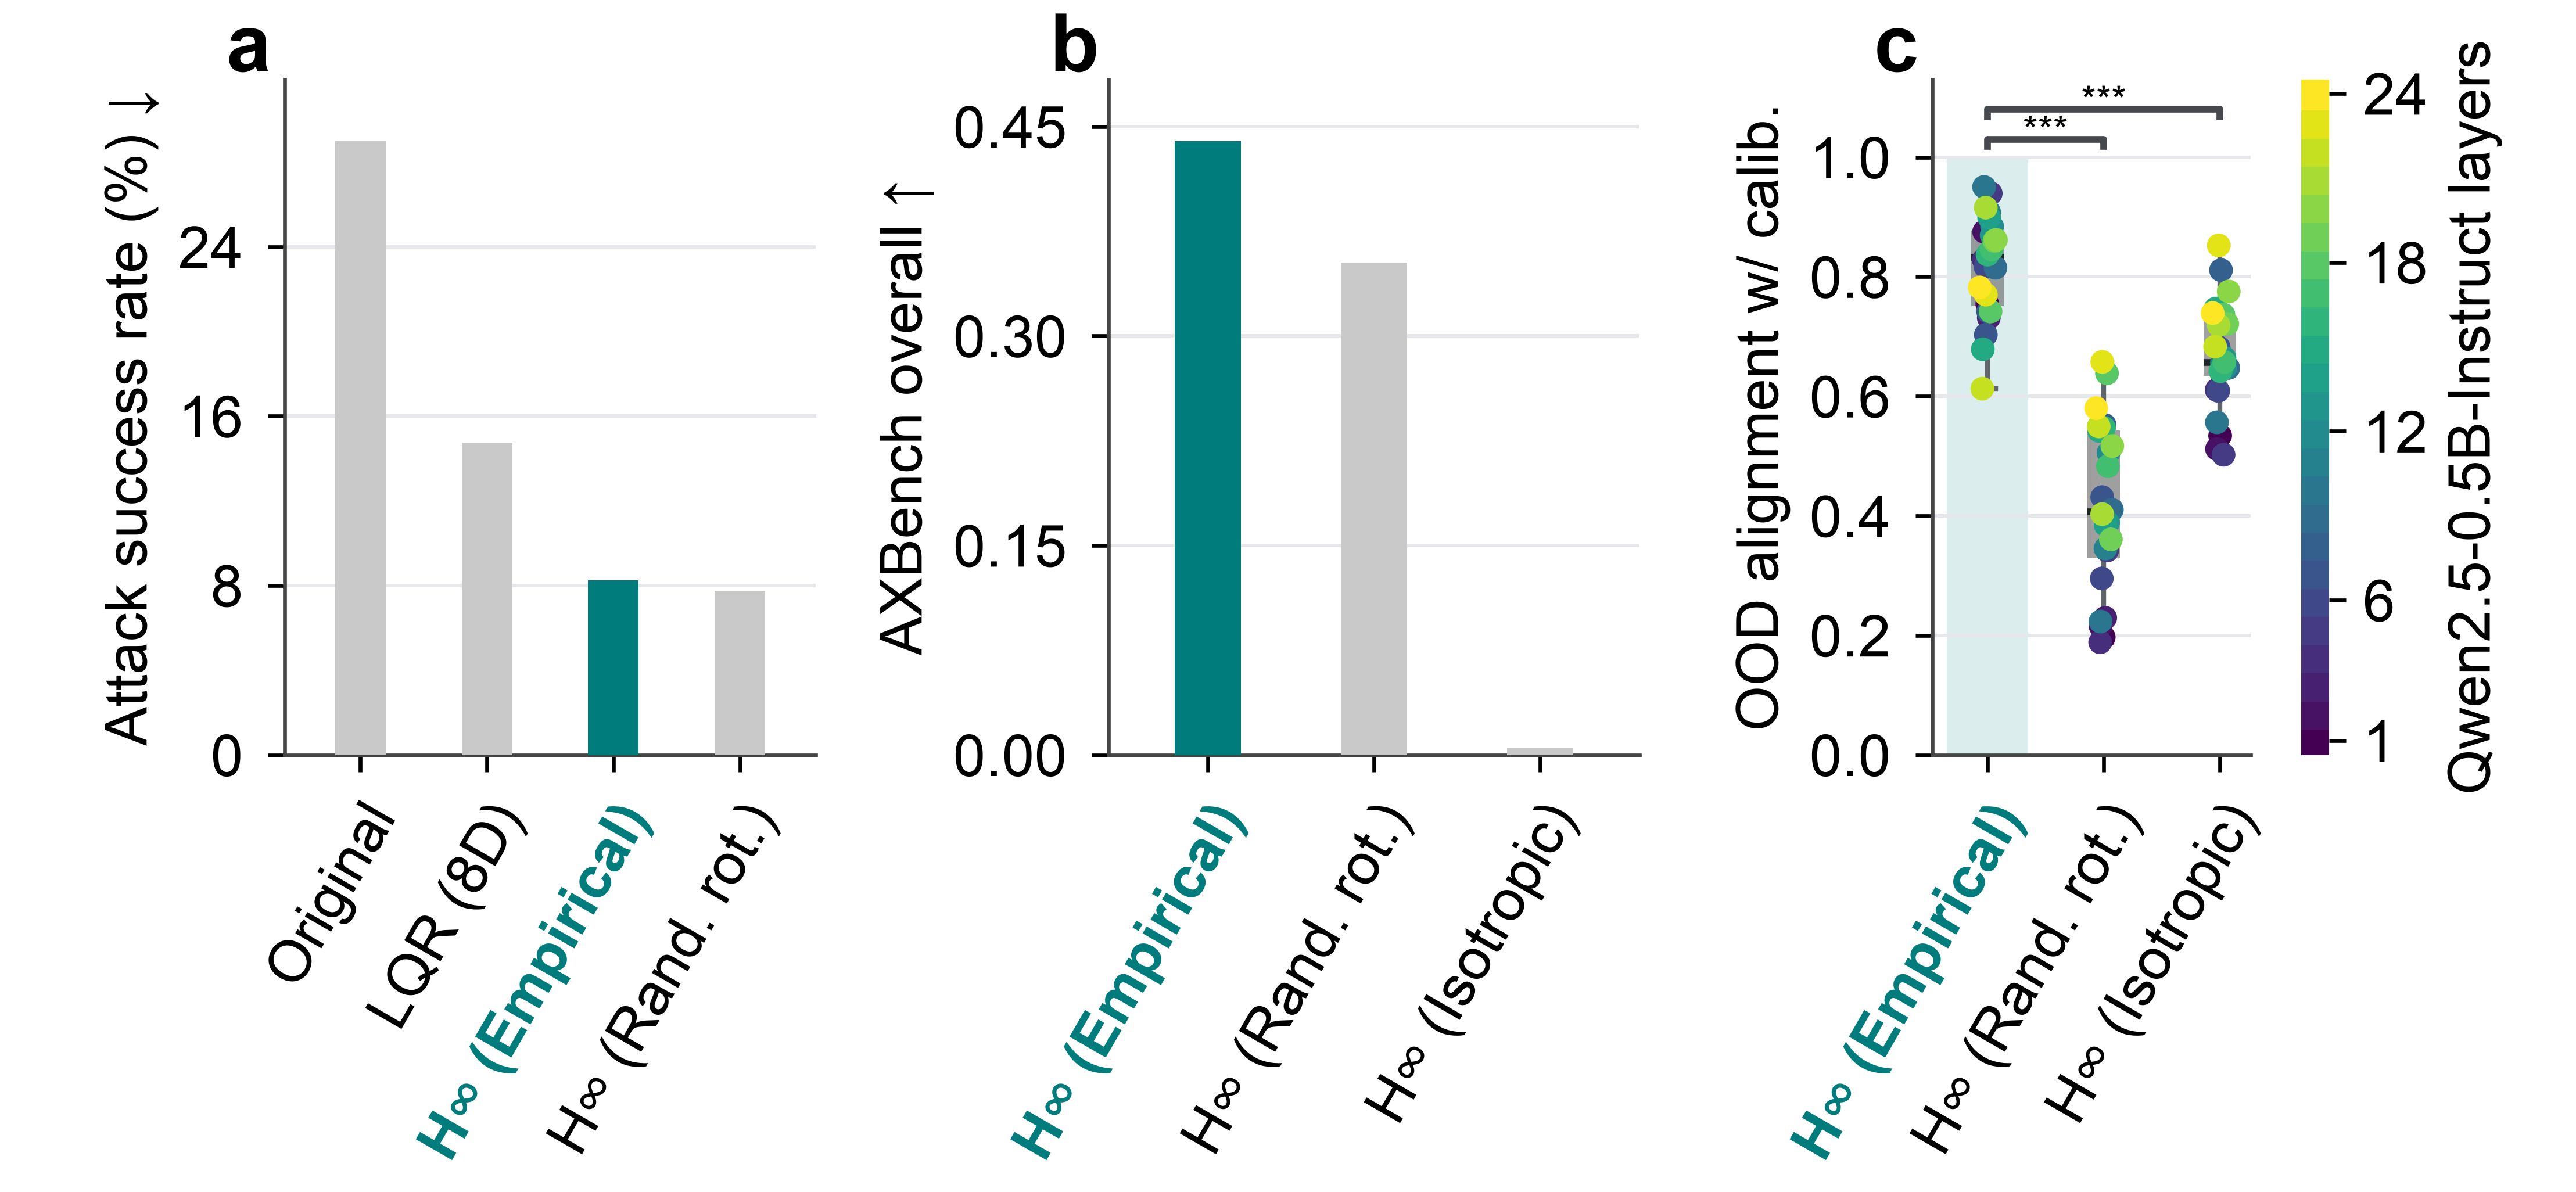 a
Attack success rate (%) ↓
24
16
8
0
Original
LQR (8D)
H∞ (Empirical)
H∞ (Rand. rot.)
b
AXBench overall ↑
0.45
0.30
0.15
0.00
H∞ (Empirical)
H∞ (Rand. rot.)
H∞ (Isotropic)
c
OOD alignment w/ calib.
1.0
0.8
0.6
0.4
0.2
0.0
***
***
H∞ (Empirical)
H∞ (Rand. rot.)
H∞ (Isotropic)
24
18
12
6
1
Qwen2.5-0.5B-Instruct layers